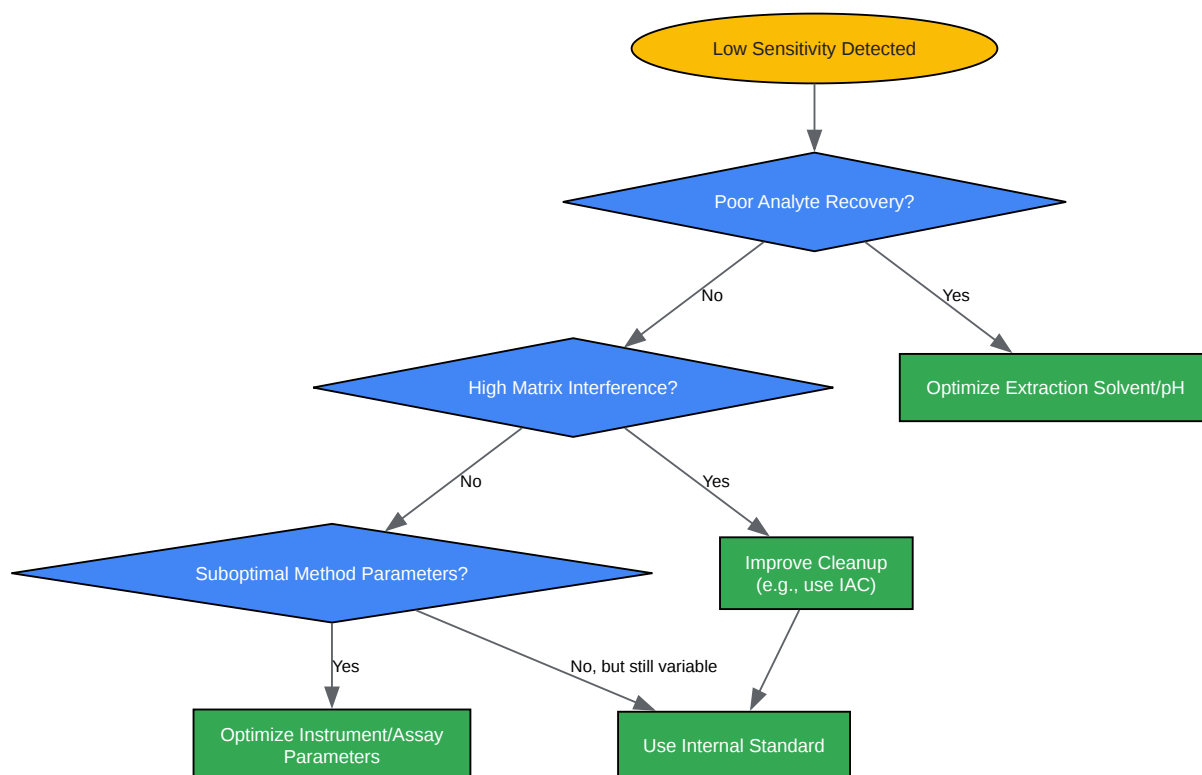 Low Sensitivity Detected
Poor Analyte Recovery?
No
Yes
High Matrix Interference?
Optimize Extraction Solvent/pH
No
Yes
Suboptimal Method Parameters?
Improve Cleanup
(e.g., use IAC)
Yes
No, but still variable
Optimize Instrument/Assay
Parameters
Use Internal Standard